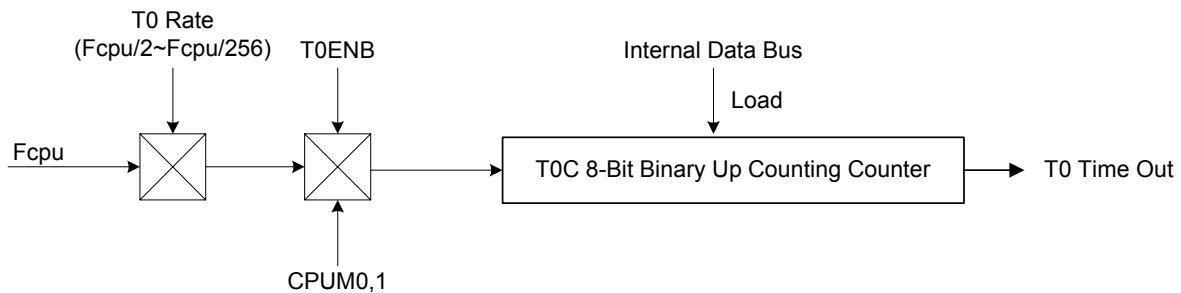 T0 Rate
(Fcpu/2~Fcpu/256)
T0ENB
Internal Data Bus
Load
Fcpu
T0C 8-Bit Binary Up Counting Counter
T0 Time Out
CPUM0,1